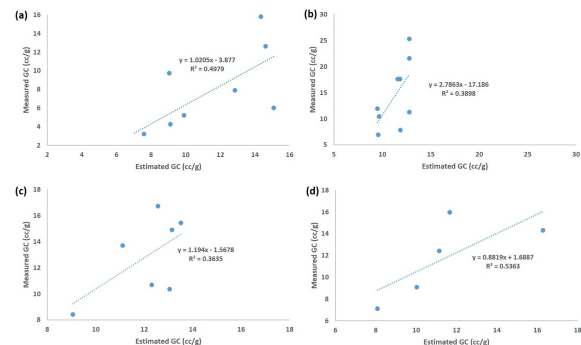 (a)
Measured GC (cc/g)
16
14
12
10
8
6
4
2
y = 1.0205x - 3.877
R² = 0.4979
2 4 6 8 10 12 14 16
Estimated GC (cc/g)
(b)
Measured GC (cc/g)
30
25
20
15
10
5
y = 2.7863x - 17.186
R² = 0.3898
5 10 15 20 25 30
Estimated GC (cc/g)
(c)
Measured GC (cc/g)
18
16
14
12
10
8
y = 1.194x - 1.5678
R² = 0.3635
8 10 12 14 16 18
Estimated GC (cc/g)
(d)
Measured GC (cc/g)
18
16
14
12
10
8
6
y = 0.8819x + 1.6887
R² = 0.5363
6 8 10 12 14 16 18
Estimated GC (cc/g)